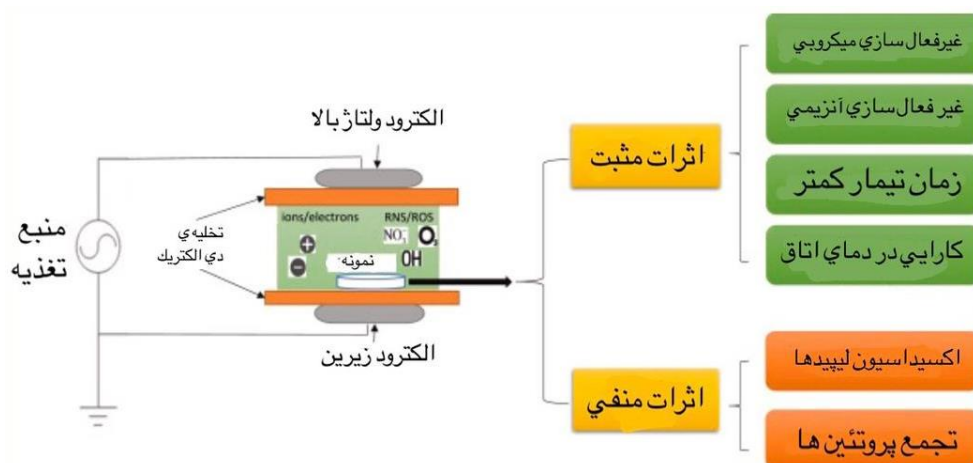 غيرفعال سازي ميکروبي
غير فعال سازي آنزيمي
زمان تيمار کمتر
کارايي در دماي اتاق
اثرات مثبت
الکترود ولتاژ بالا
ions/electrons RNS/ROS
NO₃ O₃
OH
نمونه
تخليه‌ي
دي الکتريك
منبع
تغذيه
الکترود زيرين
اثرات منفي
اکسيداسيون ليپيدها
تجمع پروتئين ها